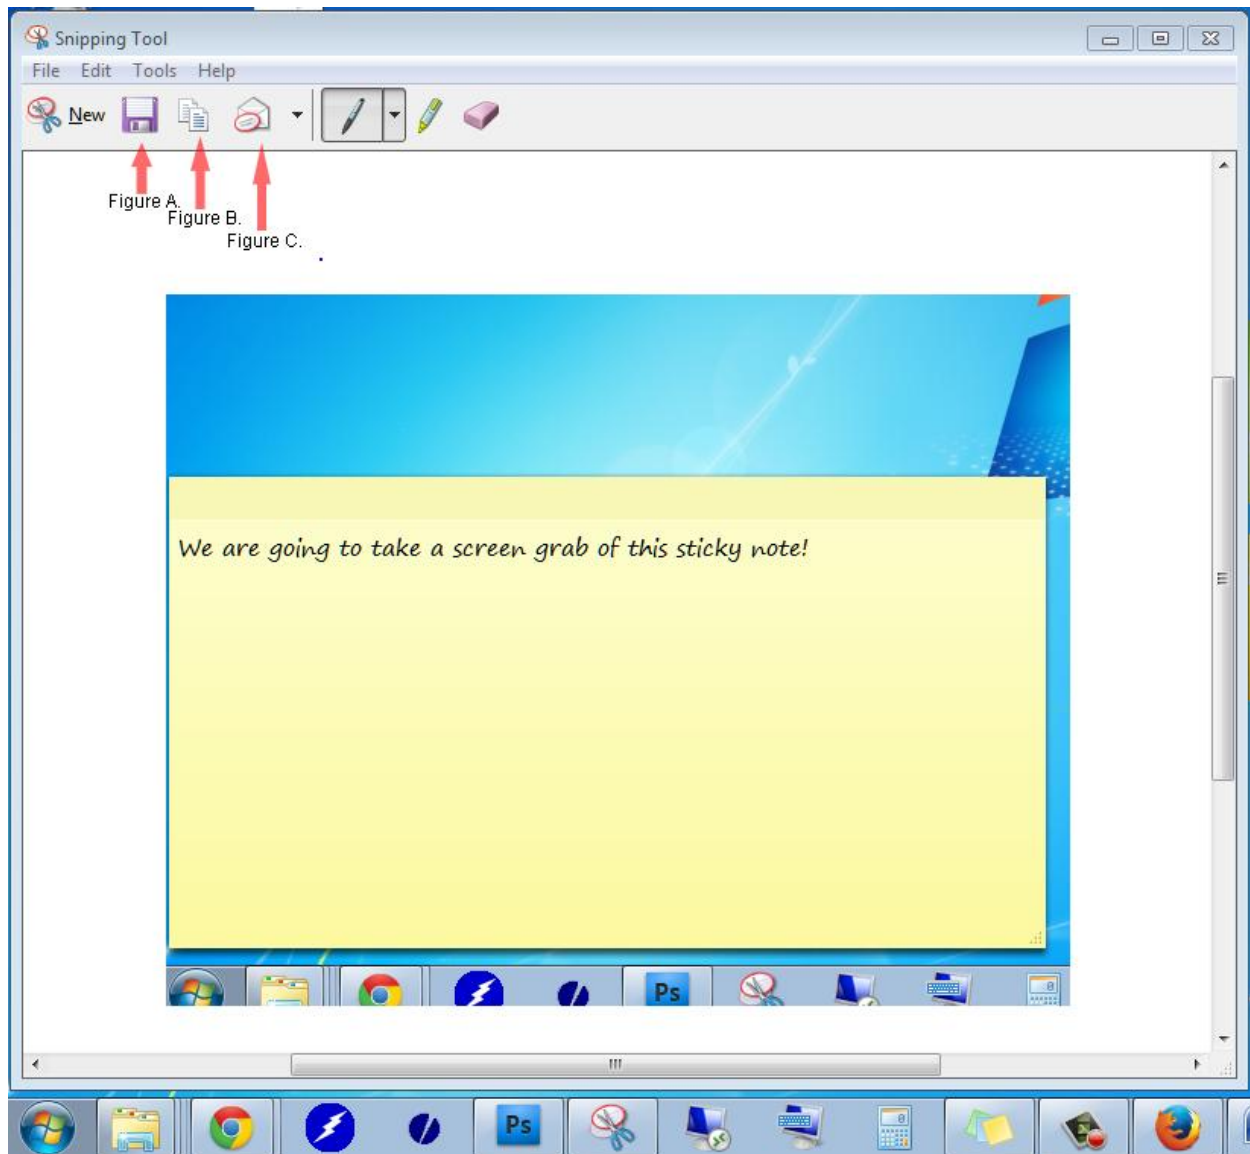 Snipping Tool
File Edit Tools Help
New
Figure A.
Figure B.
Figure C.
We are going to take a screen grab of this sticky note!
Ps
Ps